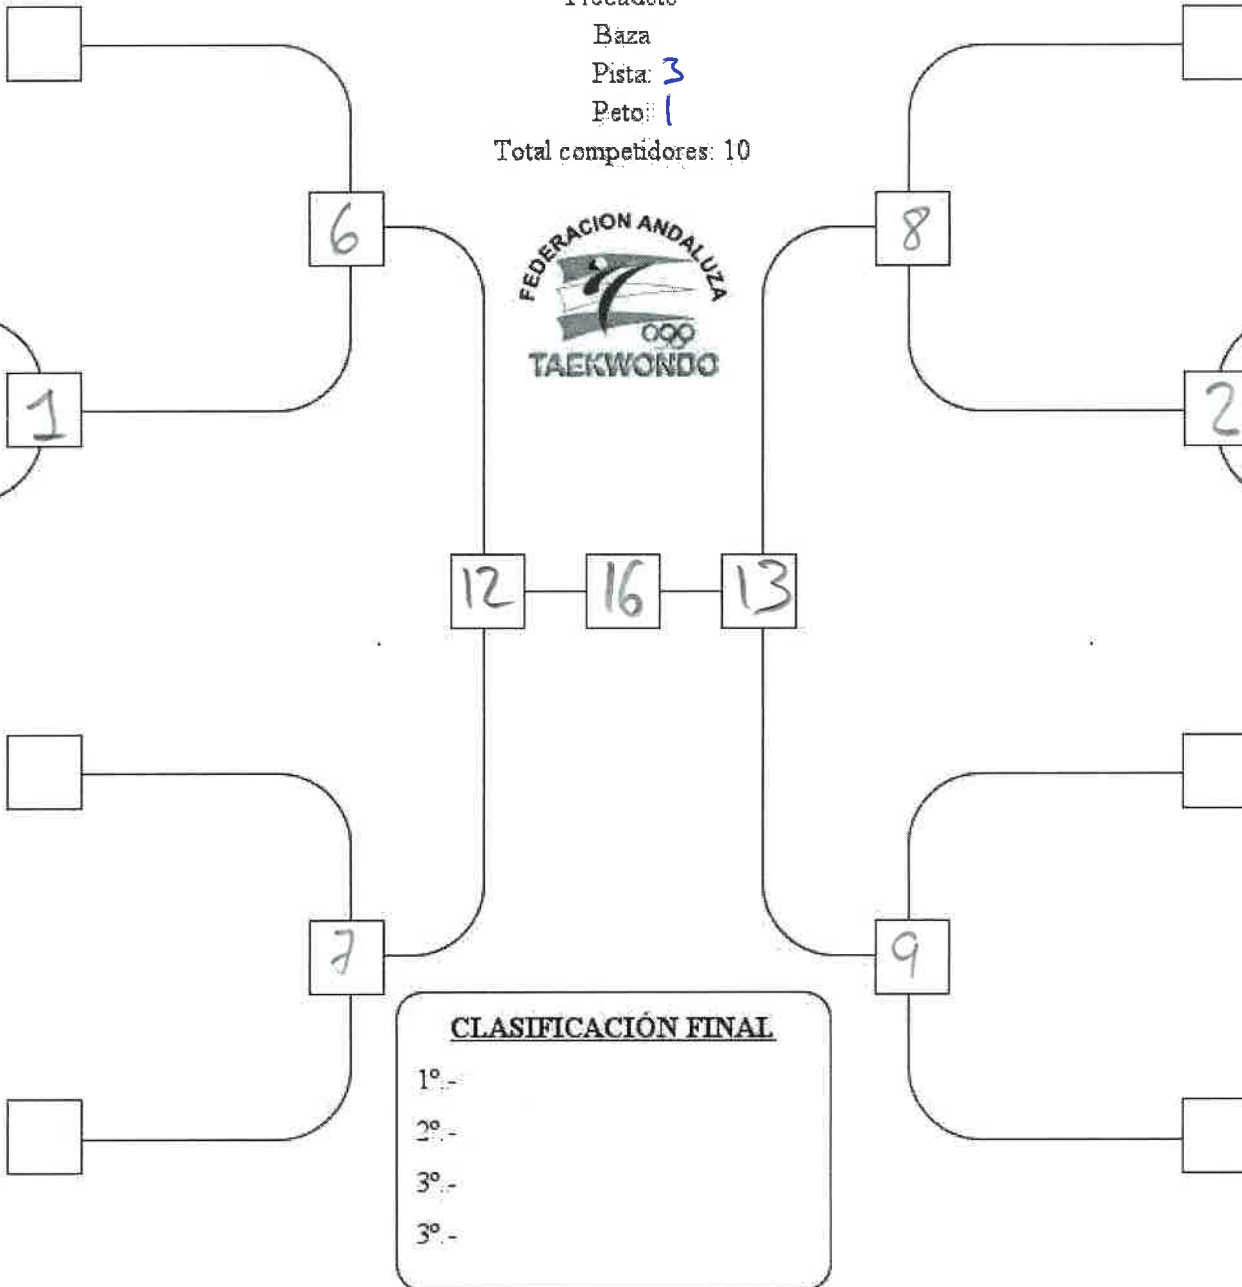 Baza
Pista: 3
Peto: 1
Total competidores: 10
FEDERACION ANDALUZA
TAEKWONDO
6
8
1
2
12
16
13
7
9
CLASIFICACIÓN FINAL
1º.-
2º.-
3º.-
3º.-